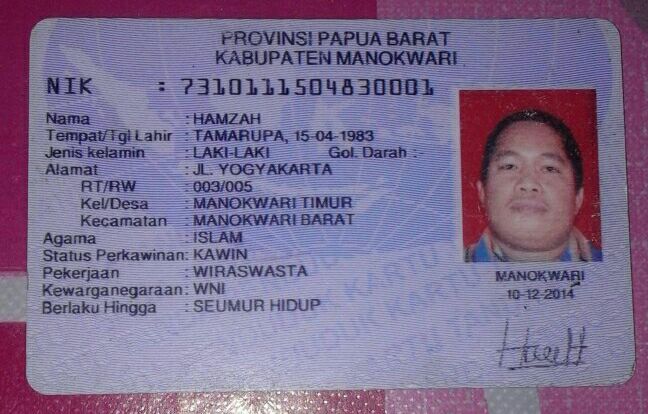 PROVINSI PAPUA BARAT
KABUPATEN MANOKWARI
NIK : 7310111504830001
Nama : HAMZAH
Tempat/Tgl Lahir : TAMARUPA, 15-04-1983
Jenis kelamin : LAKI-LAKI Gol. Darah :
Alamat : JL. YOGYAKARTA
RT/RW : 003/005
Kel/Desa : MANOKWARI TIMUR
Kecamatan : MANOKWARI BARAT
Agama : ISLAM
Status Perkawinan: KAWIN
Pekerjaan : WIRASWASTA
Kewarganegaraan: WNI
Berlaku Hingga : SEUMUR HIDUP
MANOKWARI
10-12-2014